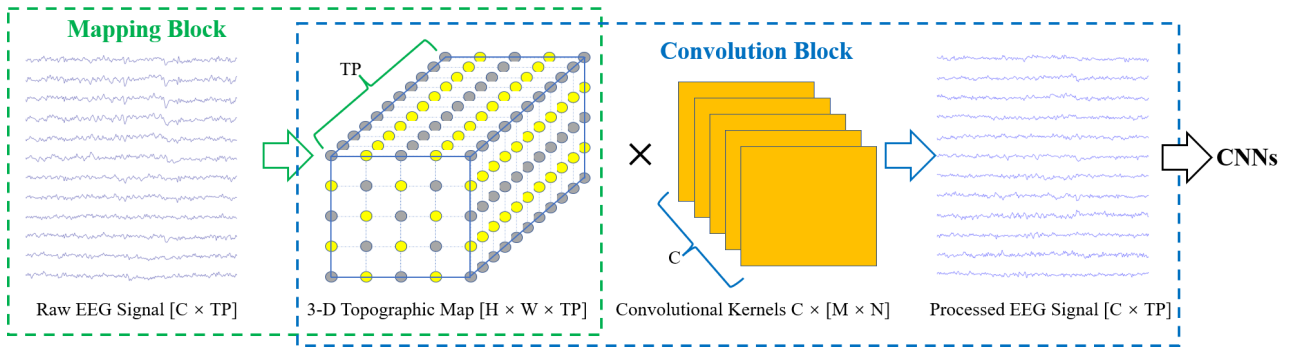 Mapping Block
Convolution Block
TP
×
C
CNNs
Raw EEG Signal [C × TP]
3-D Topographic Map [H × W × TP]
Convolutional Kernels C × [M × N]
Processed EEG Signal [C × TP]